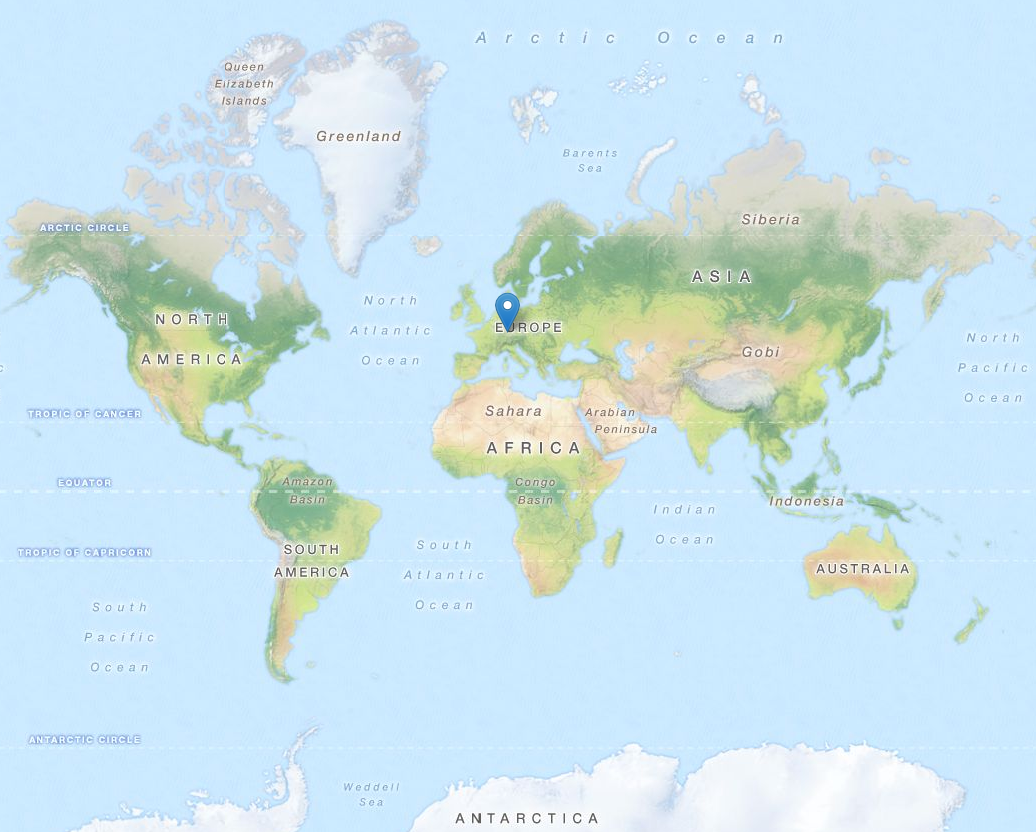 Arctic Ocean
Queen
Elizabeth
Islands
Greenland
Barents
Sea
Siberia
ARCTIC CIRCLE
ASIA
North
Atlantic
Ocean
NORTH
AMERICA
EUROPE
North
Pacific
Ocean
Gobi
TROPIC OF CANCER
Sahara
Arabian
Peninsula
AFRICA
EQUATOR
Amazon
Basin
Congo
Basin
Indonesia
Indian
Ocean
TROPIC OF CAPRICORN
SOUTH
AMERICA
South
Atlantic
Ocean
AUSTRALIA
South
Pacific
Ocean
ANTARCTIC CIRCLE
Weddell
Sea
ANTARCTICA